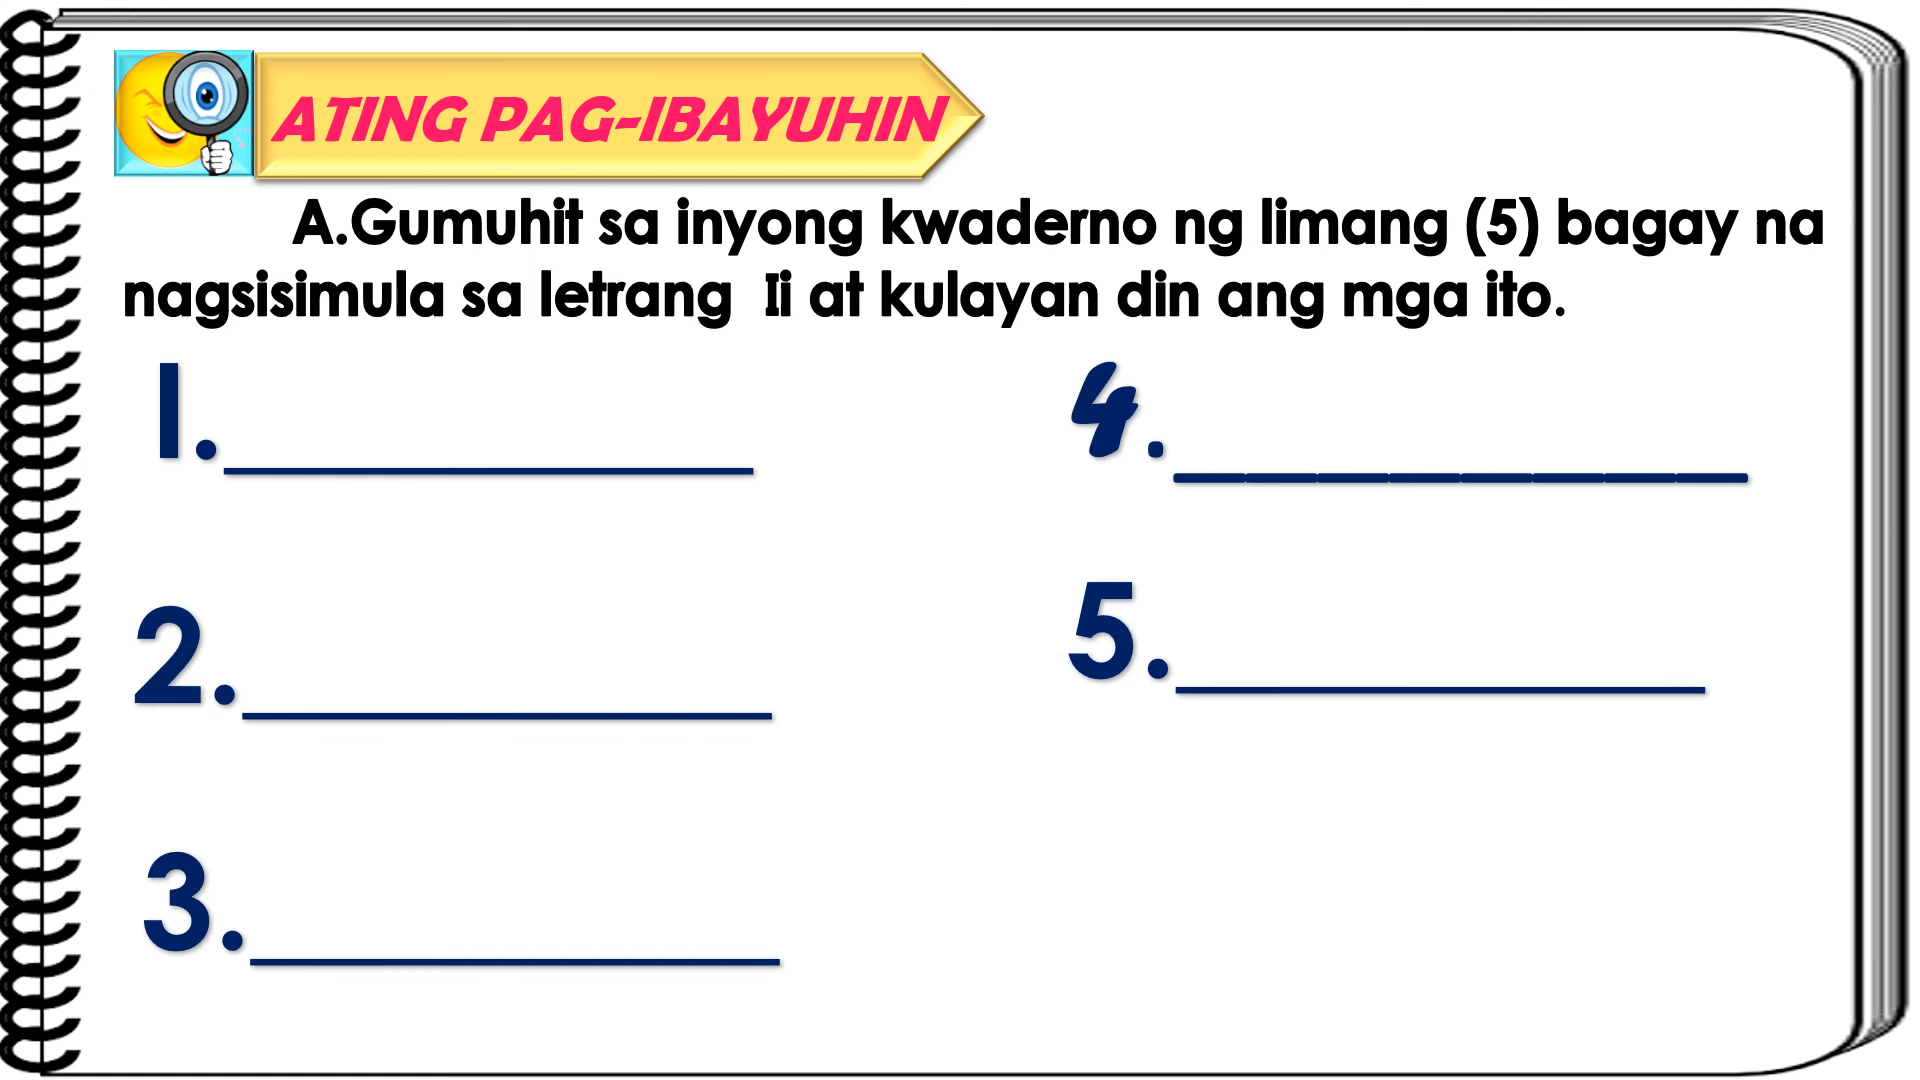 ATING PAG-IBAYUHIN
A.Gumuhit sa inyong kwaderno ng limang (5) bagay na
nagsisimula sa letrang Ii at kulayan din ang mga ito.
1.__________
4.________
2.__________
5.__________
3.__________